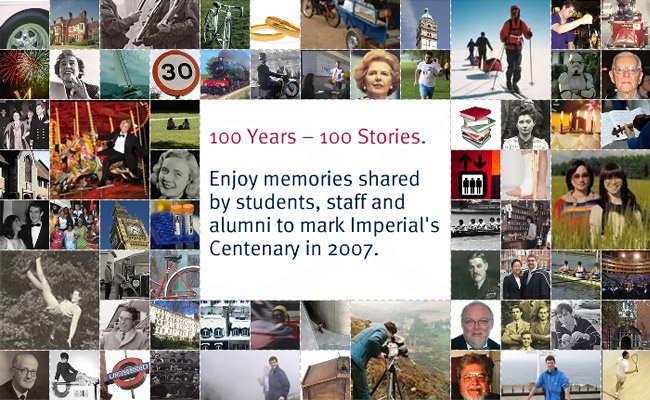 30
100 Years – 100 Stories.
Enjoy memories shared
by students, staff and
alumni to mark Imperial's
Centenary in 2007.